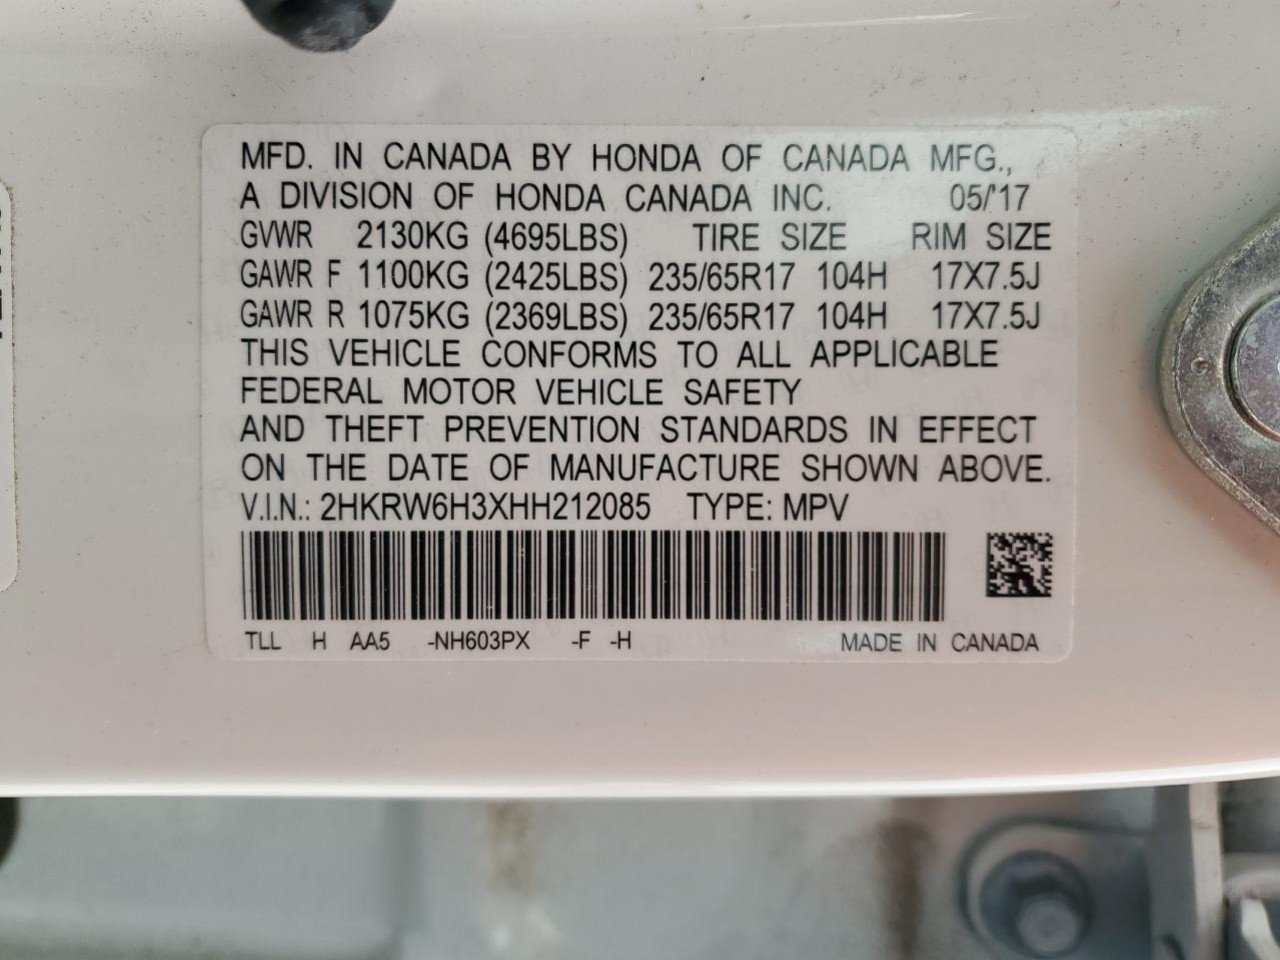 MFD. IN CANADA BY HONDA OF CANADA MFG.,
A DIVISION OF HONDA CANADA INC. 05/'17
GVWR 2130KG (4695LBS) TIRE SIZE RIM SIZE
GAWR F 1100KG (2425LBS) 235/65R17 104H 17X7.5J
GAWR R 1075KG (2369LBS) 235/65R17 104H 17X7.5J
THIS VEHICLE CONFORMS TO ALL APPLICABLE
FEDERAL MOTOR VEHICLE SAFETY
AND THEFT PREVENTION STANDARDS IN EFFECT
ON THE DATE OF MANUFACTURE SHOWN ABOVE.
V.I.N.: 2HKRW6H3XHH212085 TYPE: MPV
TLL H AA5 -NH603PX -F -H MADE IN CANADA